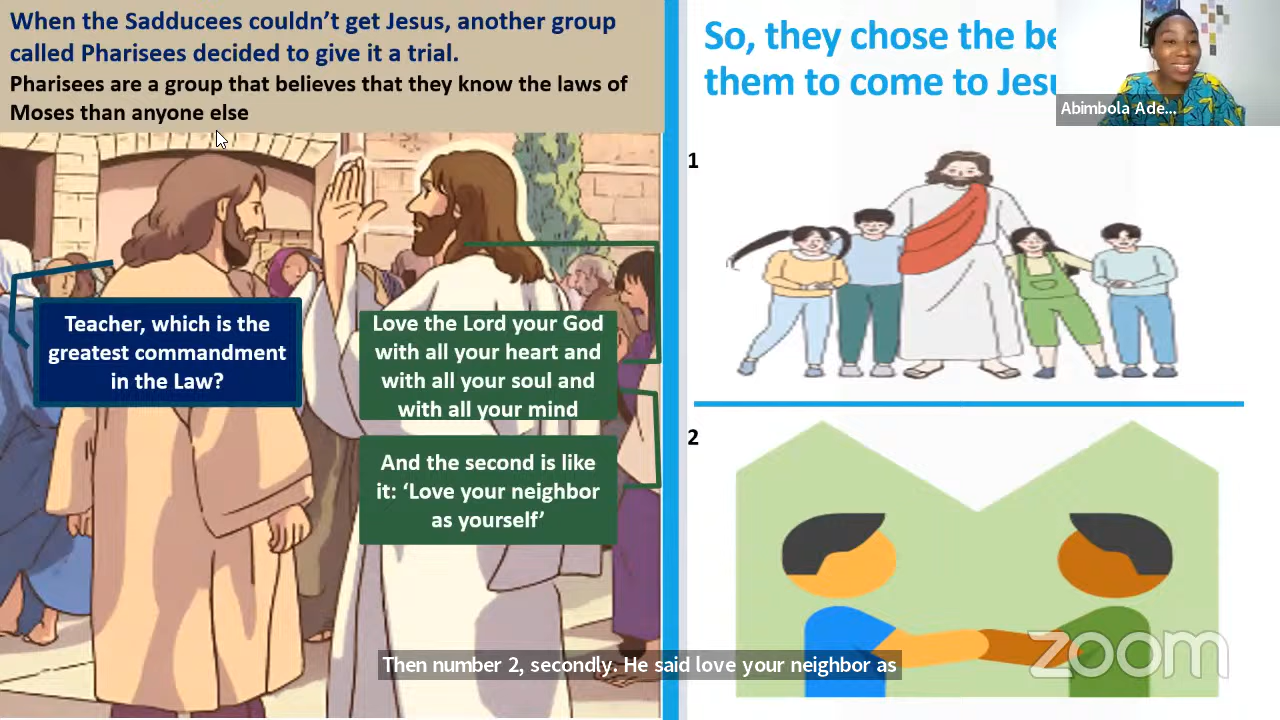 When the Sadducees couldn't get Jesus, another group
called Pharisees decided to give it a trial.
Pharisees are a group that believes that they know the laws of
Moses than anyone else
Teacher, which is the
greatest commandment
in the Law?
Love the Lord your God
with all your heart and
with all your soul and
with all your mind
And the second is like
it: ‘Love your neighbor
as yourself’
So, they chose the
them to come to
Abimbola Ade...
1
2
Then number 2, secondly. He said love your neighbor as
zoom